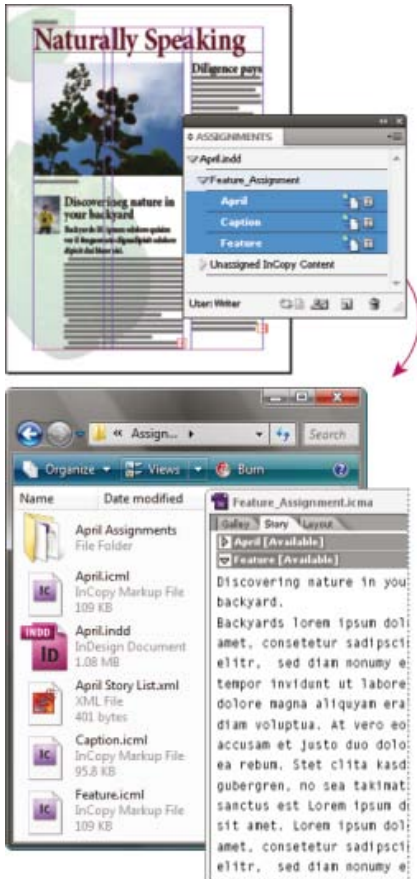 Naturally Speaking
Diligence pays
Discovering nature in
your backyard
ASSIGNMENTS
April.indd
Feature_Assignment
April
Caption
Feature
Unassigned InCopy Content
User: Writer
« Assign...
Search
Organize
Views
Burn
Name
Date modified
April Assignments
File Folder
April.icml
InCopy Markup File
109 KB
INDD
April.indd
InDesign Document
1.08 MB
April Story List.xml
XML File
401 bytes
Caption.icml
InCopy Markup File
95.8 KB
Feature.icml
InCopy Markup File
109 KB
Feature_Assignment.icma
Galley Story Layout
April [Available]
Feature [Available]
Discovering nature in you
backyard.
Backyards lorem ipsum dol
amet, consetetur sadipsci
elitr, sed diam nonumy e
tempor invidunt ut labore
dolore magna aliquyam era
diam voluptua. At vero eo
accusam et justo duo dolo
ea rebum. Stet clita kasd
gubergren, no sea takimat
sanctus est Lorem ipsum d
sit amet. Lorem ipsum dol
amet, consetetur sadipsci
elitr, sed diam nonumy e